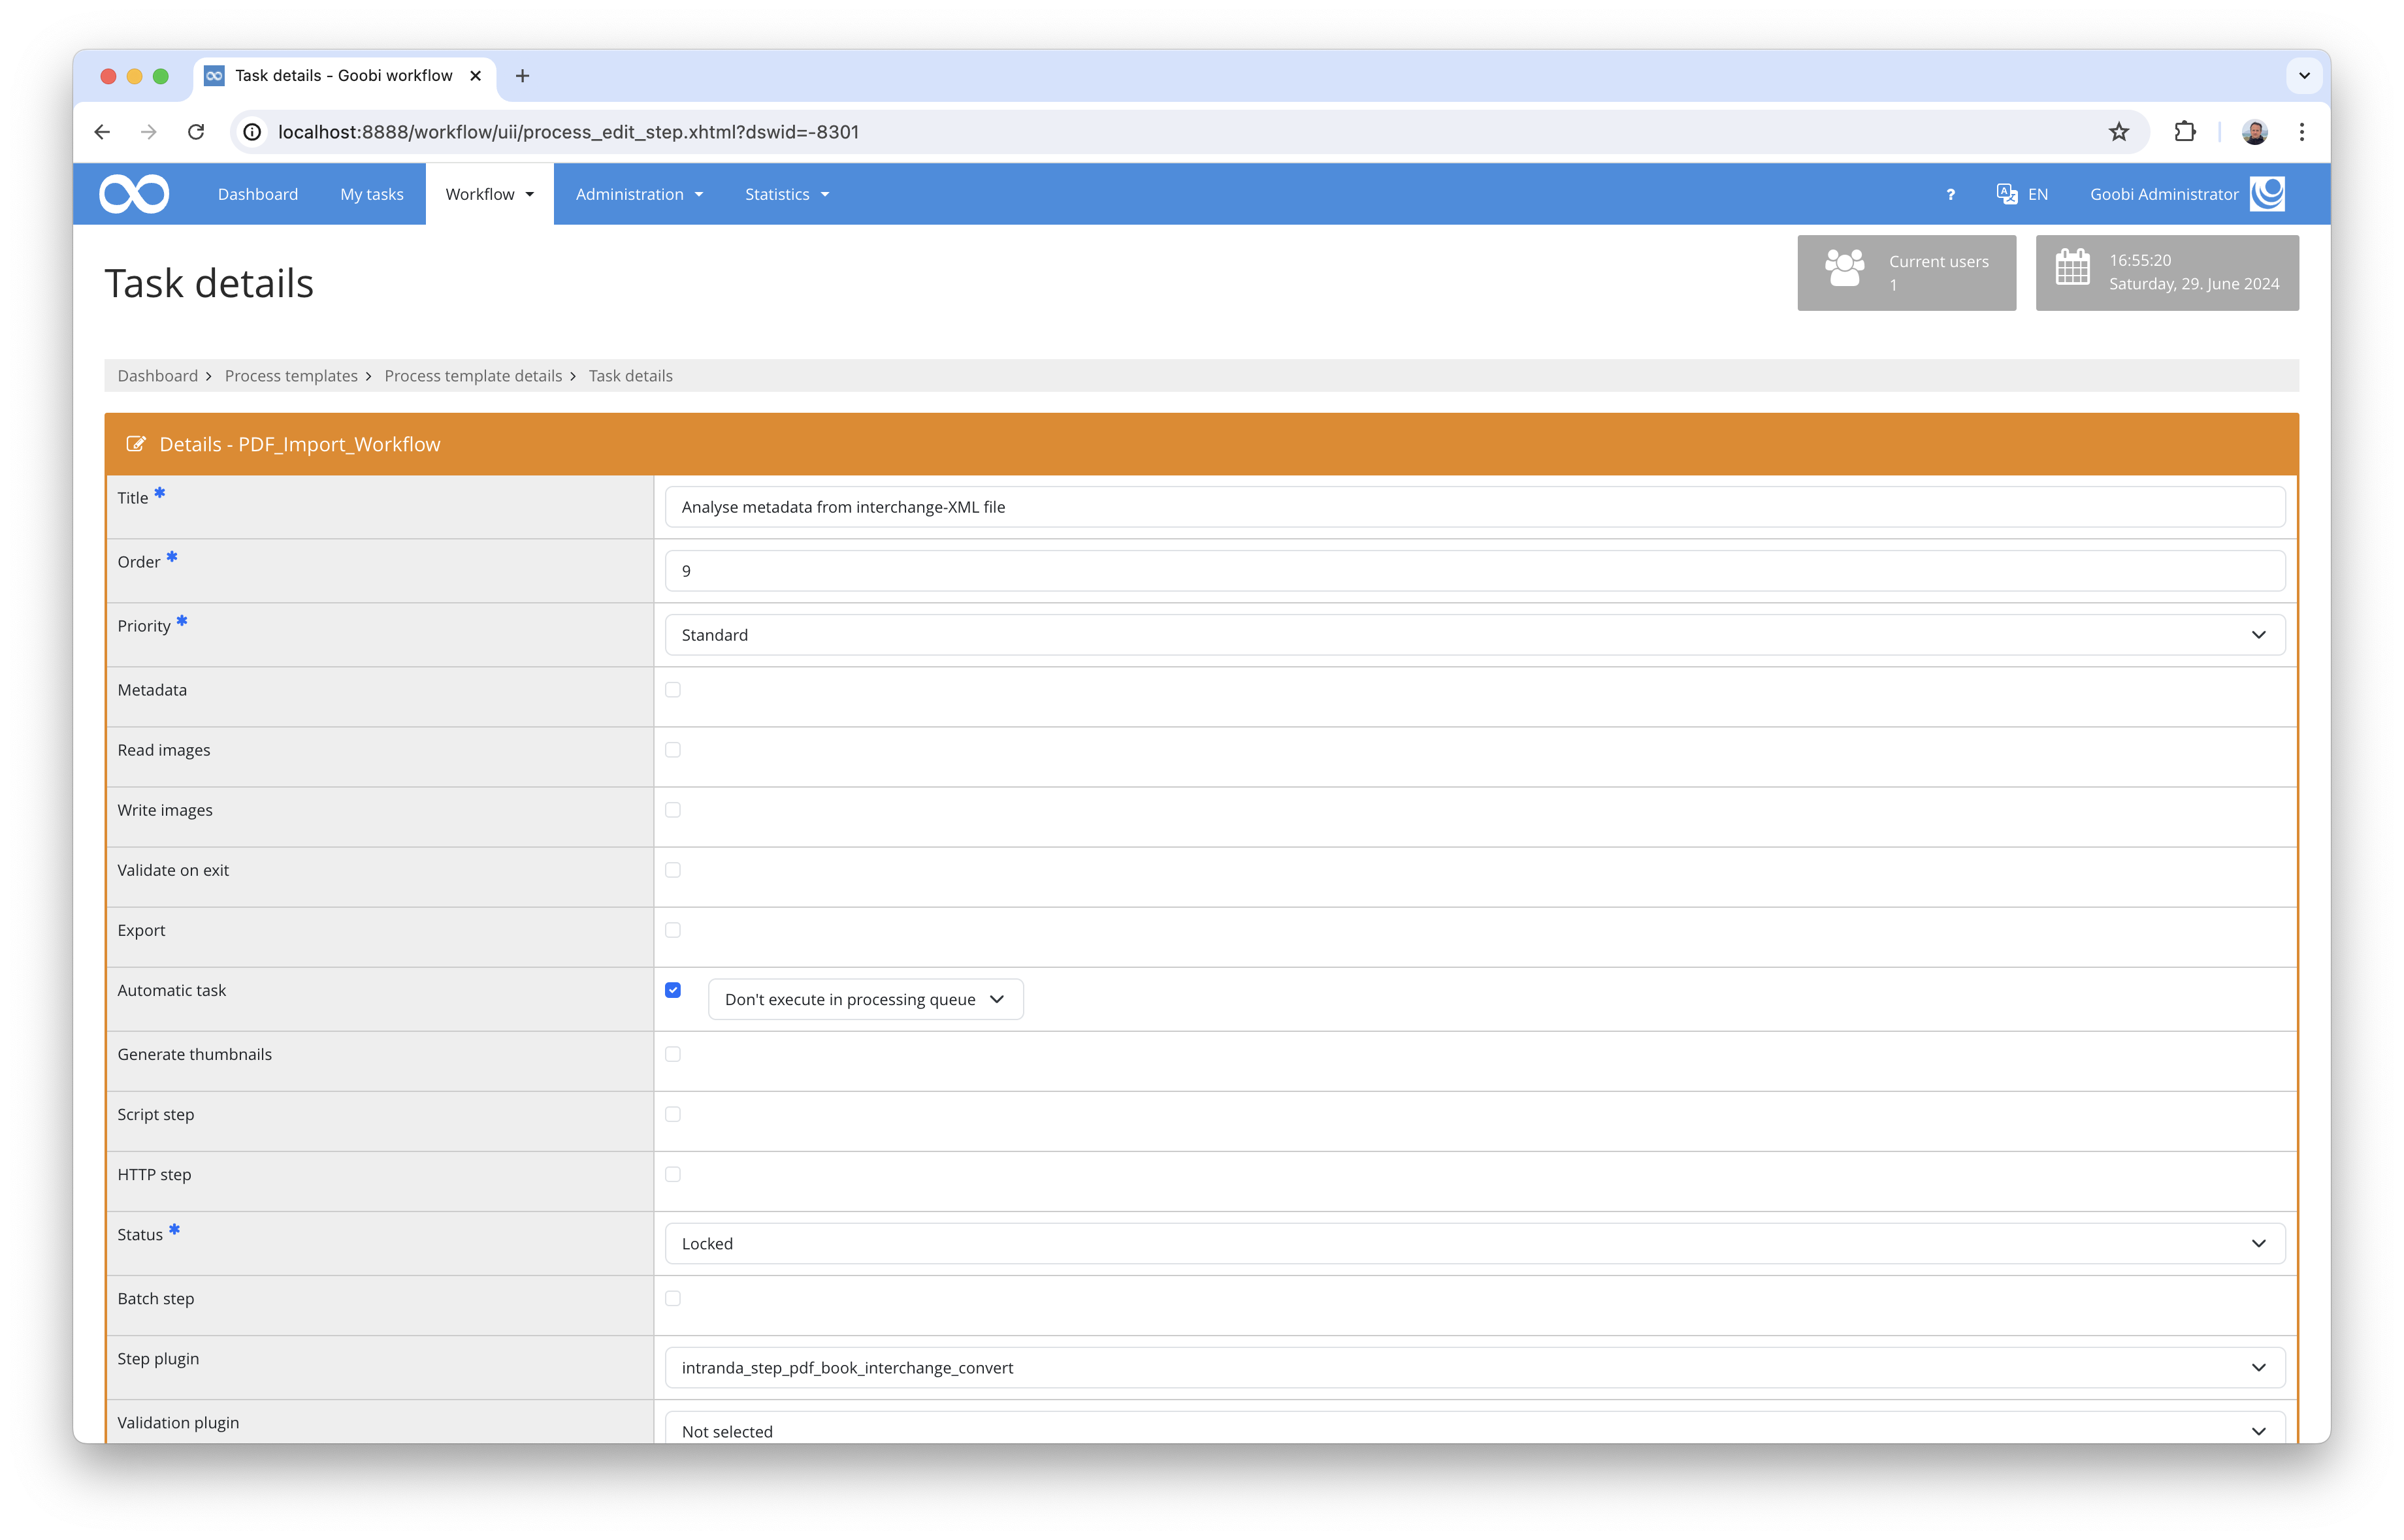 Task details - Goobi workflow
localhost:8888/workflow/uii/process_edit_step.xhtml?dswid=-8301
Dashboard My tasks Workflow Administration Statistics ? EN Goobi Administrator
Task details
Current users
1
16:55:20
Saturday, 29. June 2024
Dashboard > Process templates > Process template details > Task details
Details - PDF_Import_Workflow
Title * Analyse metadata from interchange-XML file
Order * 9
Priority * Standard
Metadata
Read images
Write images
Validate on exit
Export
Automatic task Don't execute in processing queue
Generate thumbnails
Script step
HTTP step
Status * Locked
Batch step
Step plugin intranda_step_pdf_book_interchange_convert
Validation plugin Not selected